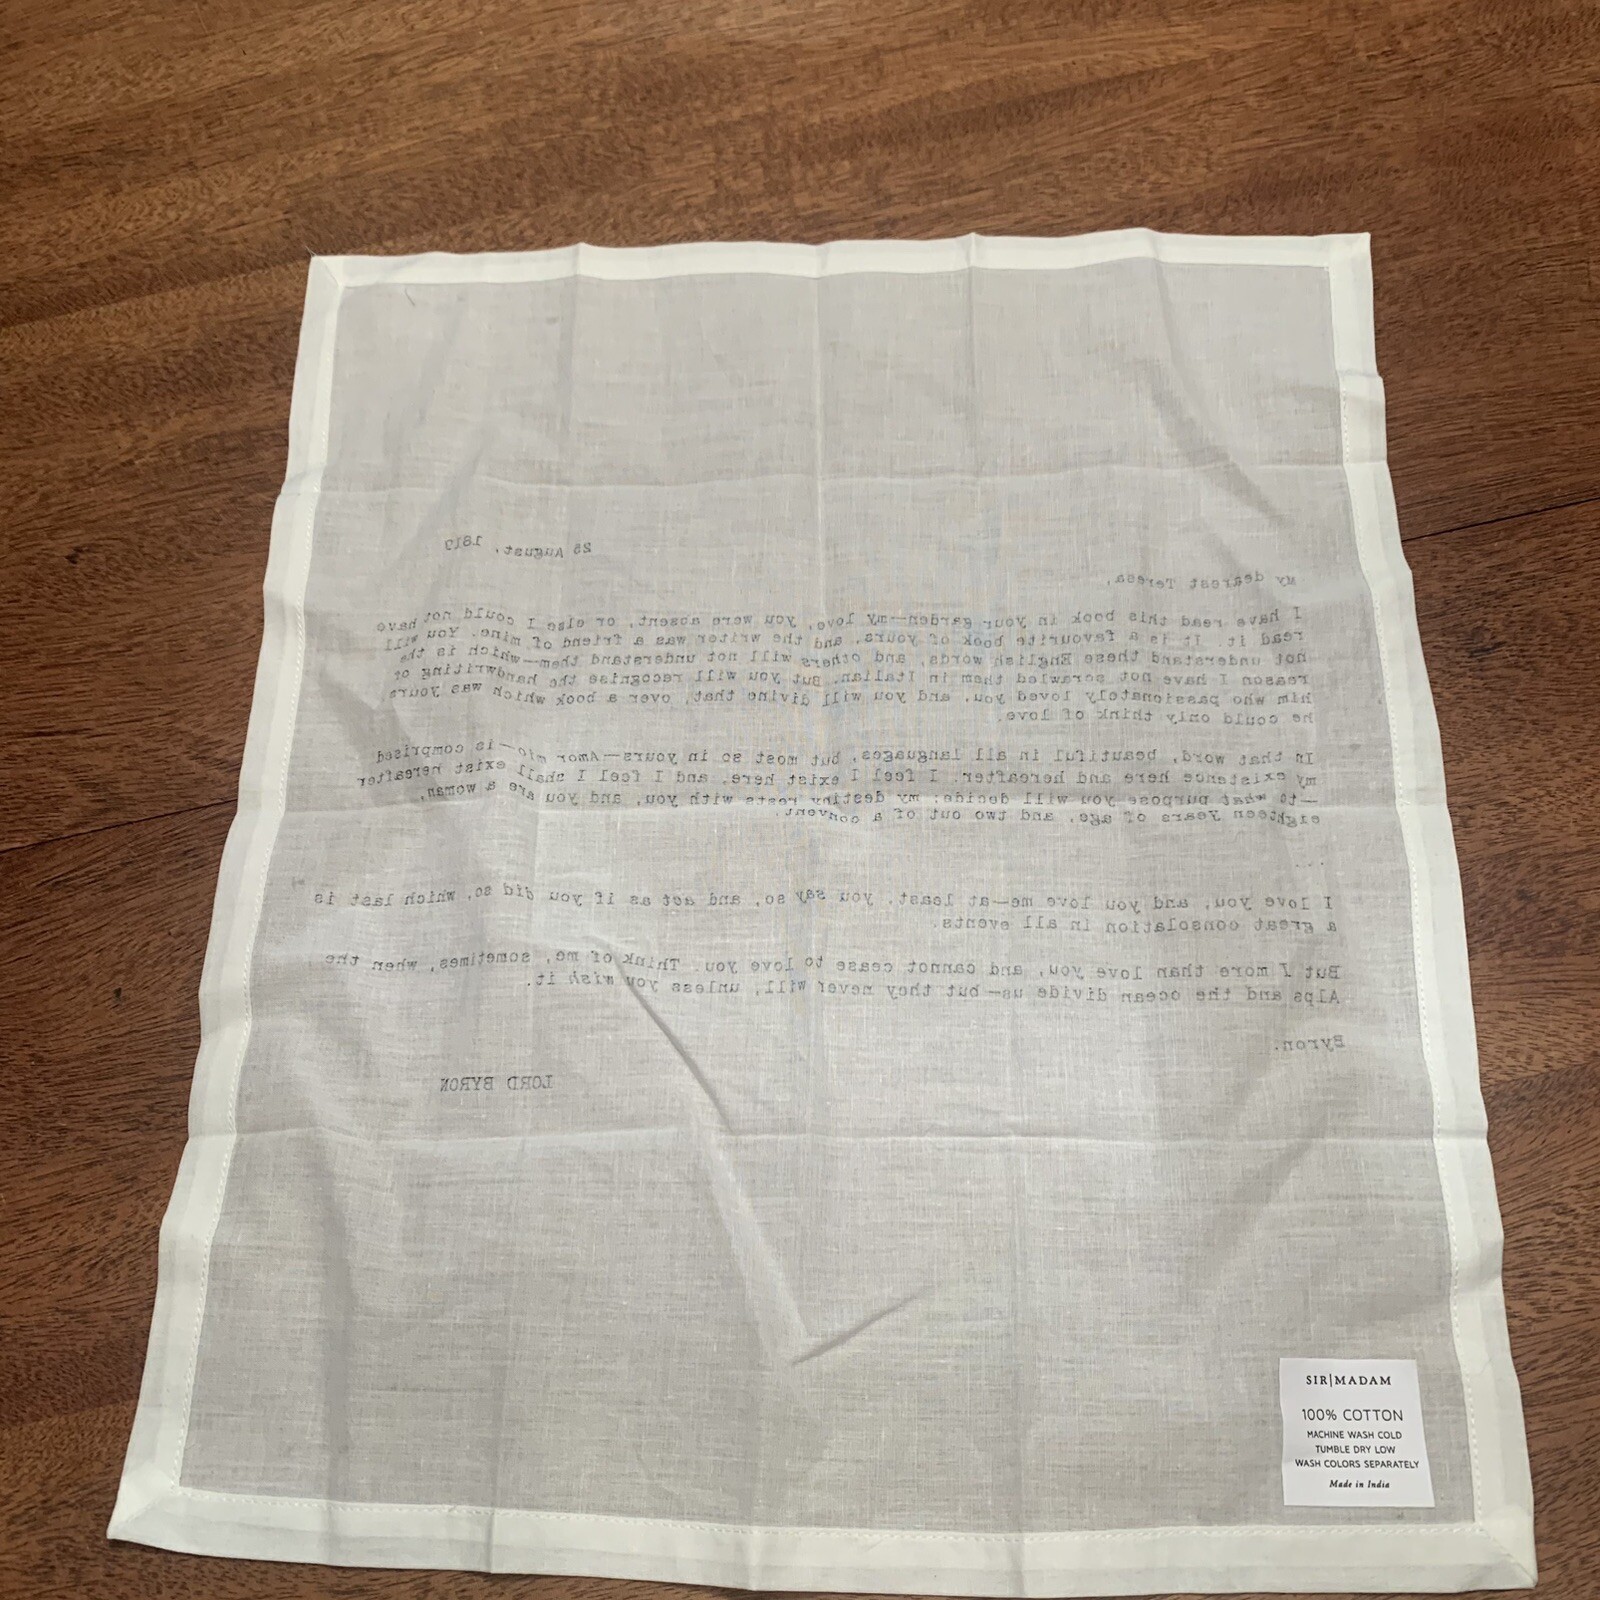 25 August, 1819
My dearest Teresa,
I have read this book in your garden—my love, you were absent, or else I could not have
read it. It is a favourite book of yours, and the writer was a friend of mine. You will
not understand these English words, and others will not understand them—which is the
reason I have not scrawled them in Italian. But you will recognise the handwriting of
him who passionately loved you, and you will divine that, over a book which was yours,
he could only think of love.
In that word, beautiful in all languages, but most so in yours—Amor mio—is comprised
my existence here and hereafter. I feel I exist here, and I feel I shall exist hereafter
—to what purpose you will decide; my destiny rests with you, and you are a woman,
eighteen years of age, and two out of a convent.
...
I love you, and you love me—at least, you say so, and act as if you did so, which last is
a great consolation in all events.
But I more than love you, and cannot cease to love you. Think of me, sometimes, when the
Alps and the ocean divide us—but they never will, unless you wish it.
Byron.
LORD BYRON
SIR|MADAM
100% COTTON
MACHINE WASH COLD
TUMBLE DRY LOW
WASH COLORS SEPARATELY
Made in India